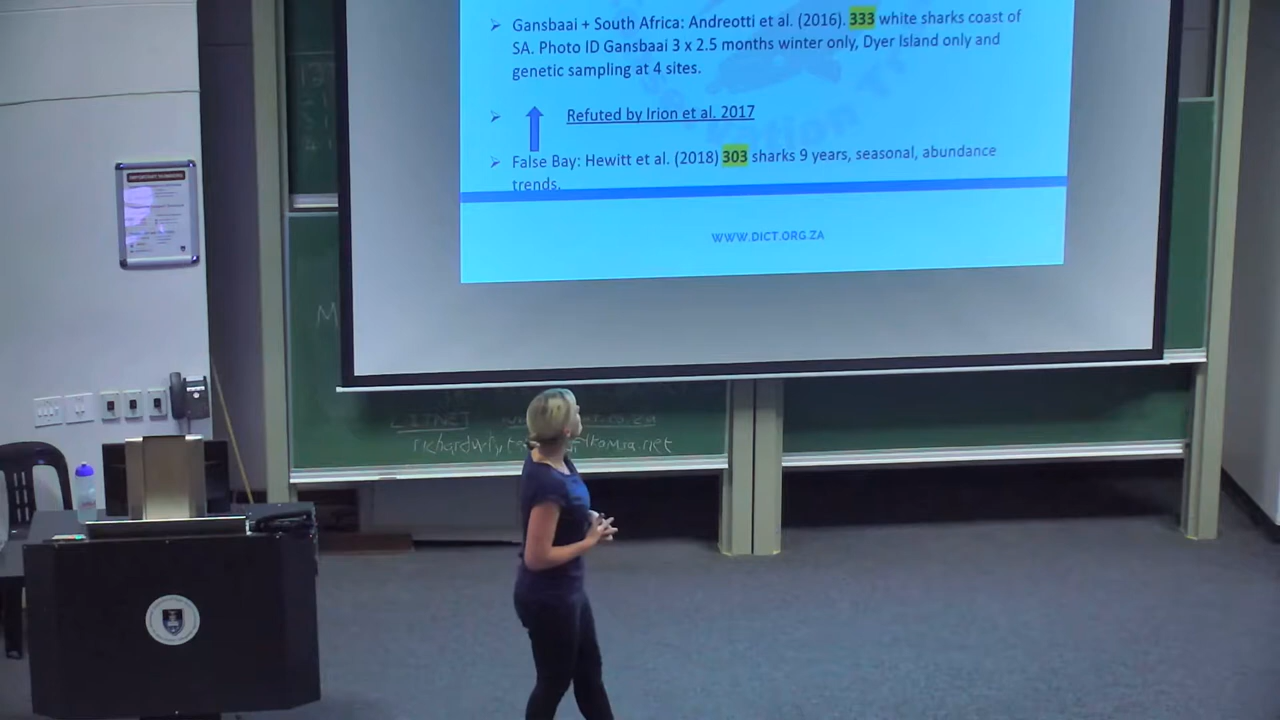 ➢ Gansbaai + South Africa: Andreotti et al. (2016). 333 white sharks coast of
SA. Photo ID Gansbaai 3 x 2.5 months winter only, Dyer Island only and
genetic sampling at 4 sites.
➢ Refuted by Irion et al. 2017
➢ False Bay: Hewitt et al. (2018) 303 sharks 9 years, seasonal, abundance
trends.
WWW.DICT.ORG.ZA
IMPORTANT NUMBERS
M